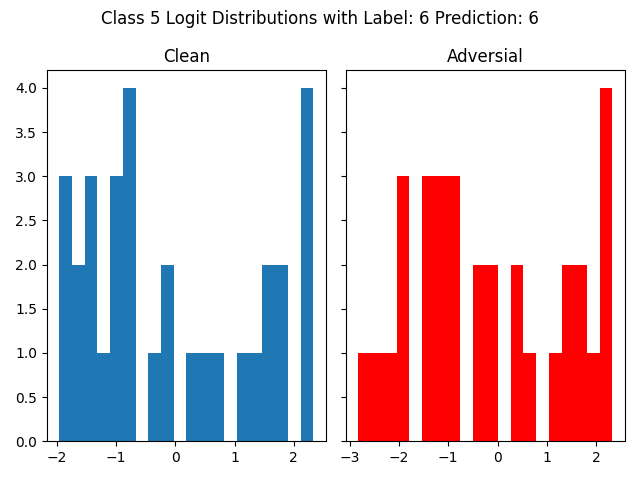 Class 5 Logit Distributions with Label: 6 Prediction: 6
Clean
Adversial
4.0
3.5
3.0
2.5
2.0
1.5
1.0
0.5
0.0
−2 −1 0 1 2
−3 −2 −1 0 1 2